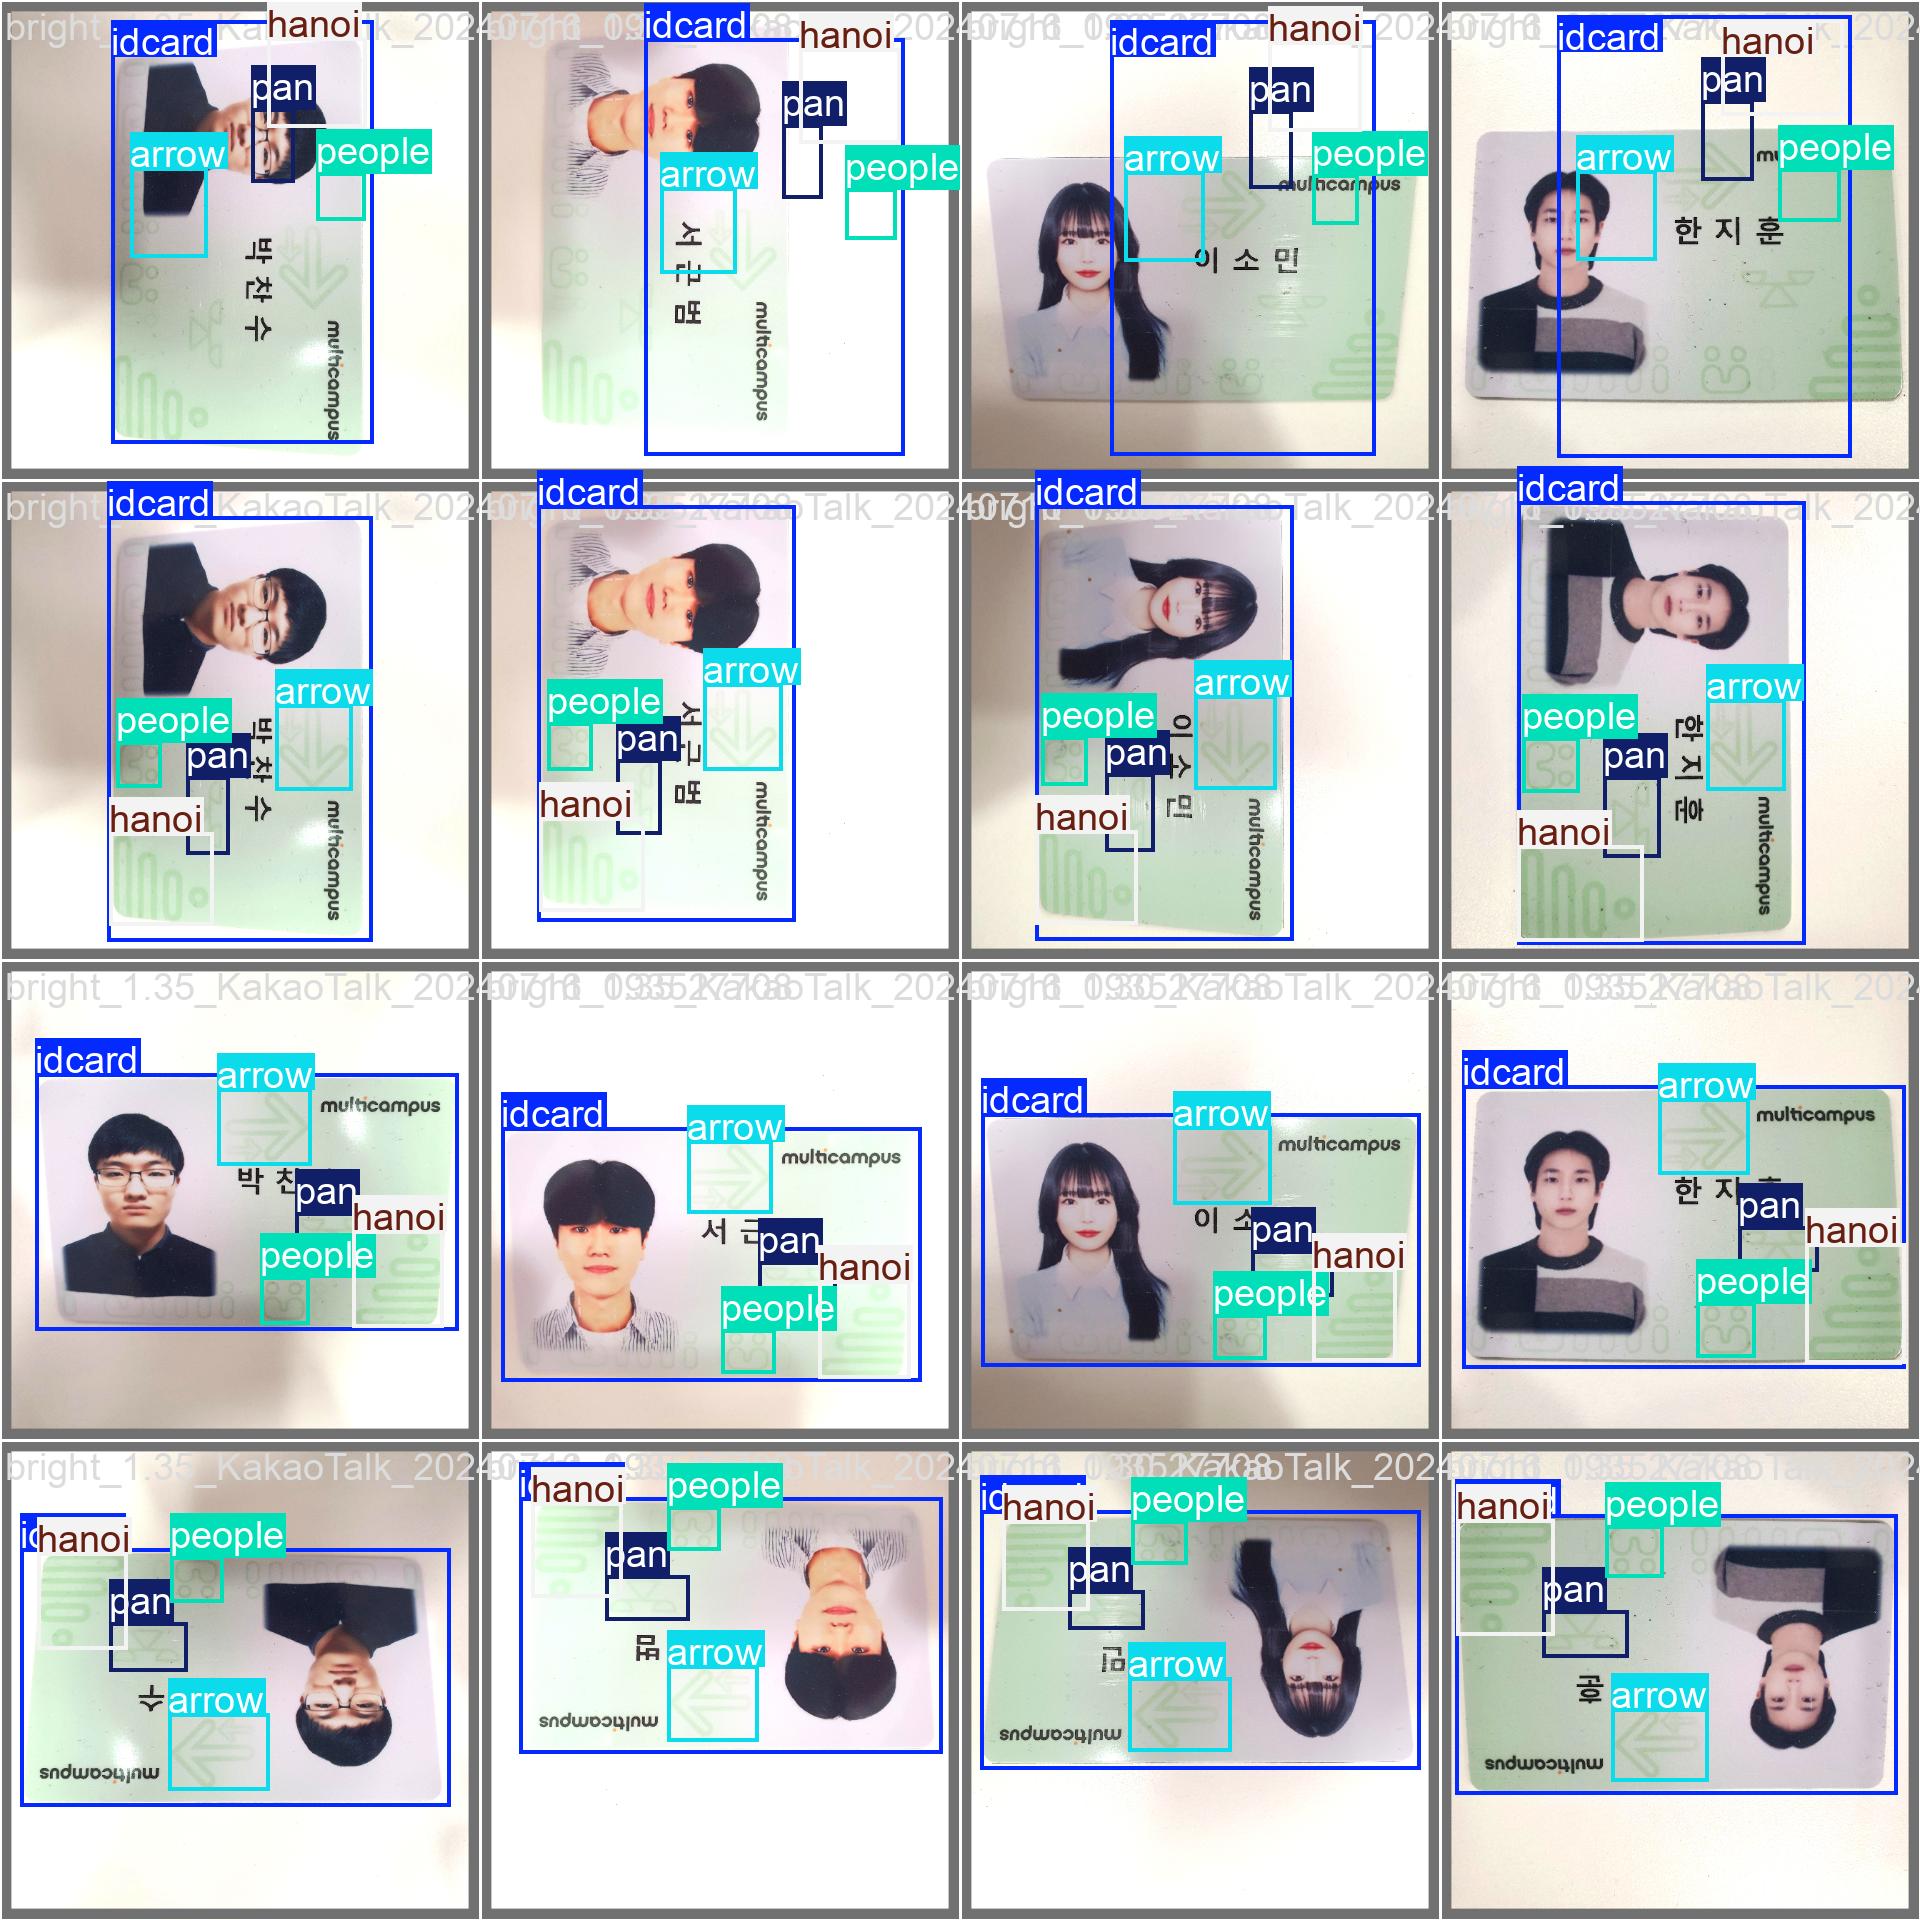 idcard
hanoi
pan
arrow
people
박 찬 수
multicampus
idcard
hanoi
pan
arrow
people
서 근 범
multicampus
idcard
hanoi
pan
arrow
people
multicampus
이 소 민
idcard
hanoi
pan
arrow
people
한 지 훈
idcard
arrow
people
pan
hanoi
박 찬 수
multicampus
idcard
arrow
people
pan
hanoi
서 근 범
multicampus
idcard
arrow
people
pan
hanoi
이 소 민
multicampus
idcard
arrow
people
pan
hanoi
한 지 훈
multicampus
bright_1.35_KakaoTalk_202
idcard
arrow
multicampus
박 찬
pan
hanoi
people
idcard
arrow
multicampus
서 근
pan
hanoi
people
idcard
arrow
multicampus
이 소
pan
hanoi
people
idcard
arrow
multicampus
한 지
pan
hanoi
people
bright_1.35_KakaoTalk_202
hanoi
people
pan
수
arrow
multicampus
hanoi
people
pan
범
arrow
multicampus
hanoi
people
pan
민
arrow
multicampus
hanoi
people
pan
훈
arrow
multicampus